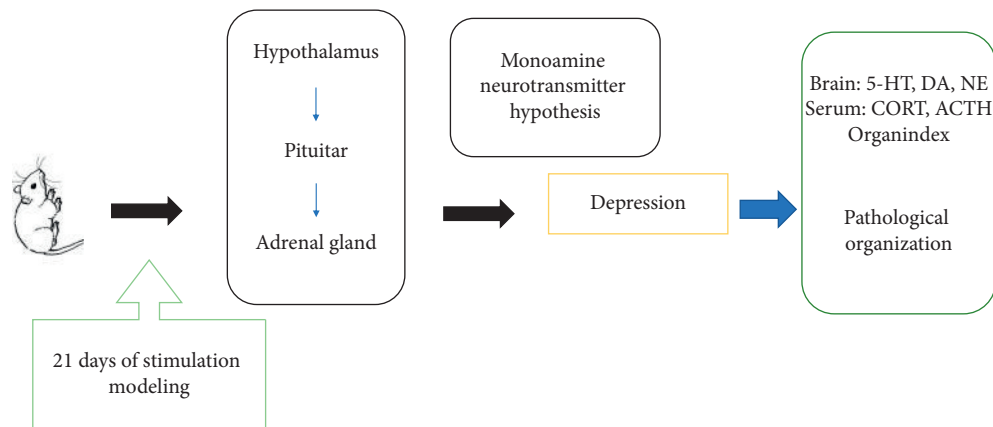 21 days of stimulation
modeling
Hypothalamus
Pituitar
Adrenal gland
Monoamine
neurotransmitter
hypothesis
Depression
Brain: 5-HT, DA, NE
Serum: CORT, ACTH
Organindex
Pathological
organization